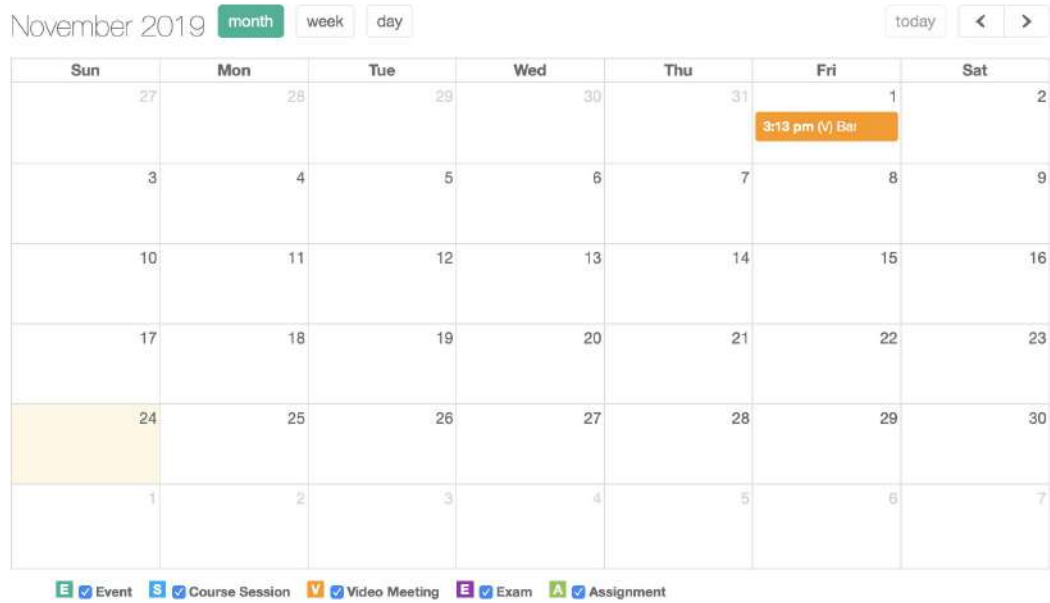 November 2019 month week day today
Sun Mon Tue Wed Thu Fri Sat
27 28 29 30 31 1 2
3:13 pm (V) Bar
3 4 5 6 7 8 9
10 11 12 13 14 15 16
17 18 19 20 21 22 23
24 25 26 27 28 29 30
1 2 3 4 5 6 7
E Event S Course Session V Video Meeting E Exam A Assignment